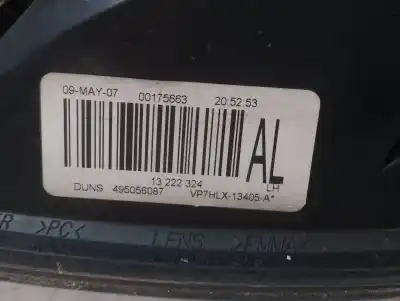 09-MAY-07 00175663 20:52:53
AL
13 222 324 LH
DUNS 495056087 VP7HLX-13405-A*
R >PC< LENS >PMMA<